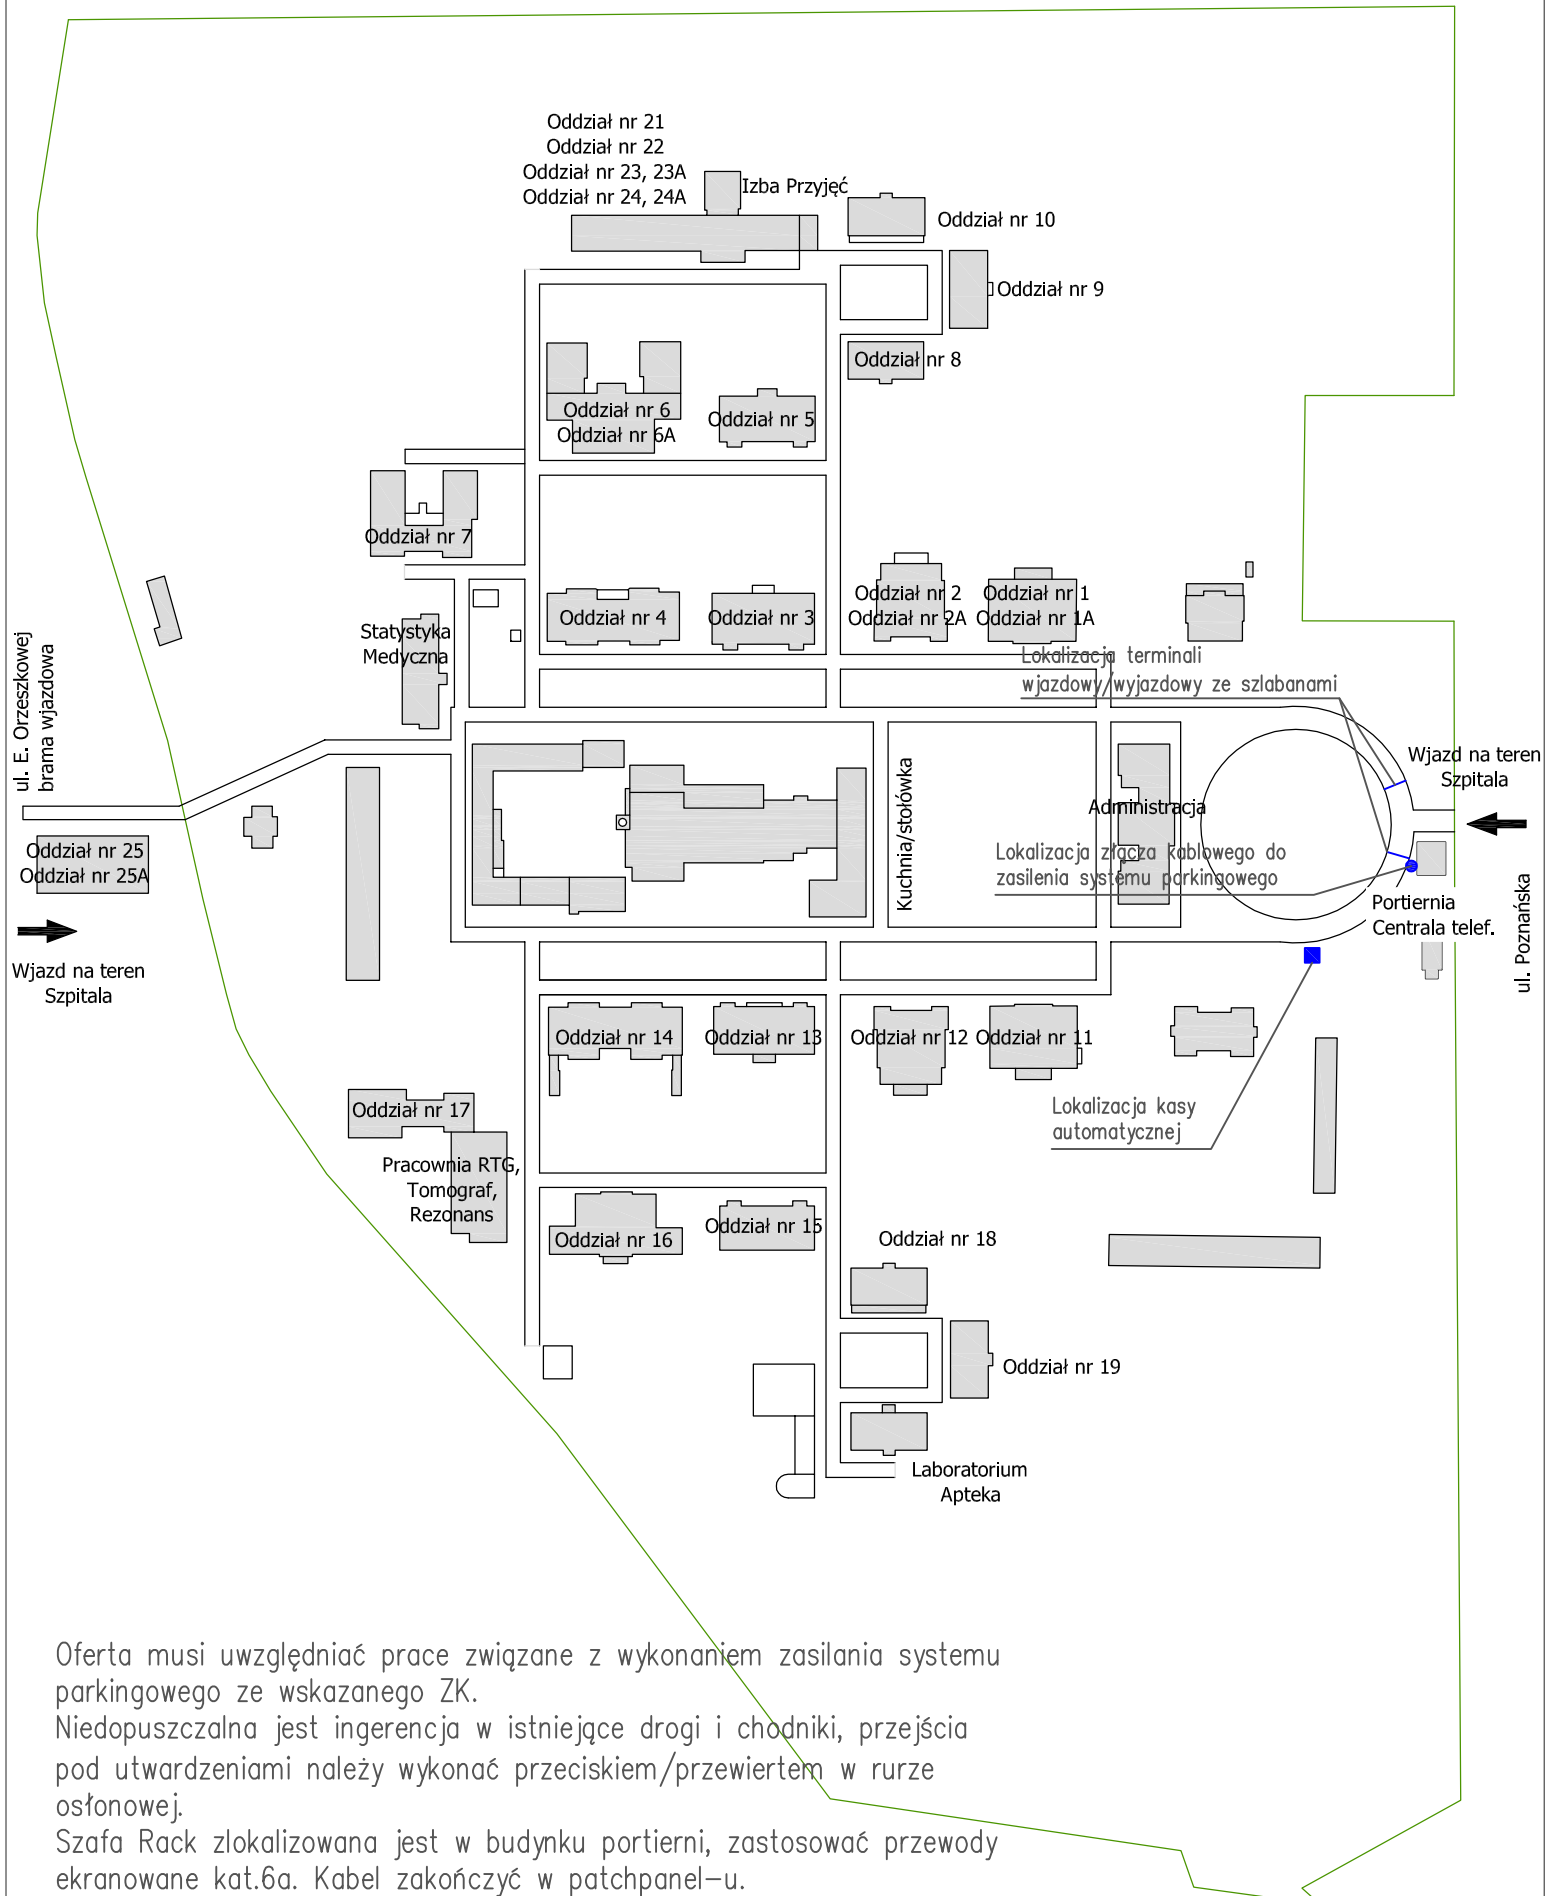 Oddział nr 21
Oddział nr 22
Oddział nr 23, 23A
Oddział nr 24, 24A
Izba Przyjęć
Oddział nr 10
Oddział nr 9
Oddział nr 8
Oddział nr 6
Oddział nr 6A
Oddział nr 5
Oddział nr 7
Oddział nr 4
Oddział nr 3
Oddział nr 2
Oddział nr 2A
Oddział nr 1
Oddział nr 1A
Statystyka
Medyczna
Lokalizacja terminali
wjazdowy/wyjazdowy ze szlabanami
ul. E. Orzeszkowej
brama wjazdowa
Wjazd na teren
Szpitala
Kuchnia/stołówka
Administracja
Oddział nr 25
Oddział nr 25A
Lokalizacja złącza kablowego do
zasilenia systemu parkingowego
Portiernia
Centrala telef.
ul. Poznańska
Wjazd na teren
Szpitala
Oddział nr 14
Oddział nr 13
Oddział nr 12
Oddział nr 11
Lokalizacja kasy
automatycznej
Oddział nr 17
Pracownia RTG,
Tomograf,
Rezonans
Oddział nr 16
Oddział nr 15
Oddział nr 18
Oddział nr 19
Laboratorium
Apteka
Oferta musi uwzględniać prace związane z wykonaniem zasilania systemu
parkingowego ze wskazanego ZK.
Niedopuszczalna jest ingerencja w istniejące drogi i chodniki, przejścia
pod utwardzeniami należy wykonać przeciskiem/przewiertem w rurze
osłonowej.
Szafa Rack zlokalizowana jest w budynku portierni, zastosować przewody
ekranowane kat.6a. Kabel zakończyć w patchpanel-u.